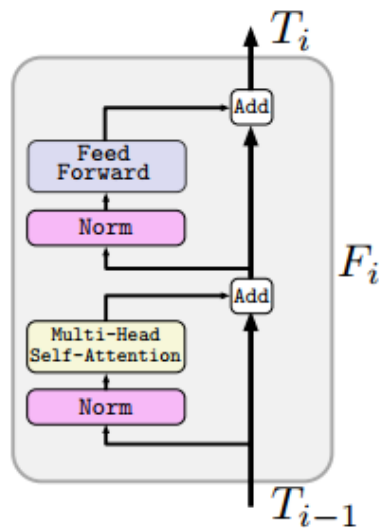 T_i
Add
Feed
Forward
Norm
F_i
Add
Multi-Head
Self-Attention
Norm
T_{i-1}